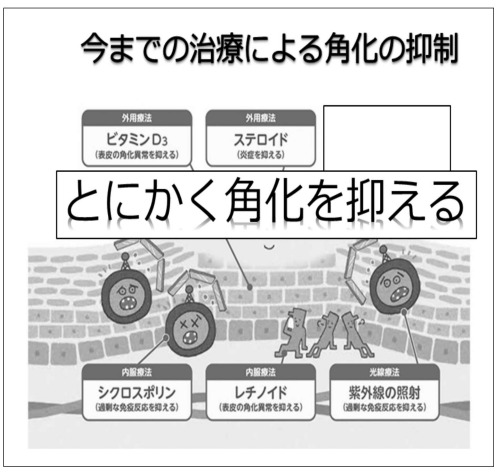 今までの治療による角化の抑制
外用療法
ビタミンD3
(表皮の角化異常を抑える)
外用療法
ステロイド
(炎症を抑える)
とにかく角化を抑える
内服療法
シクロスポリン
(過剰な免疫反応を抑える)
内服療法
レチノイド
(表皮の角化異常を抑える)
光線療法
紫外線の照射
(過剰な免疫反応を抑える)